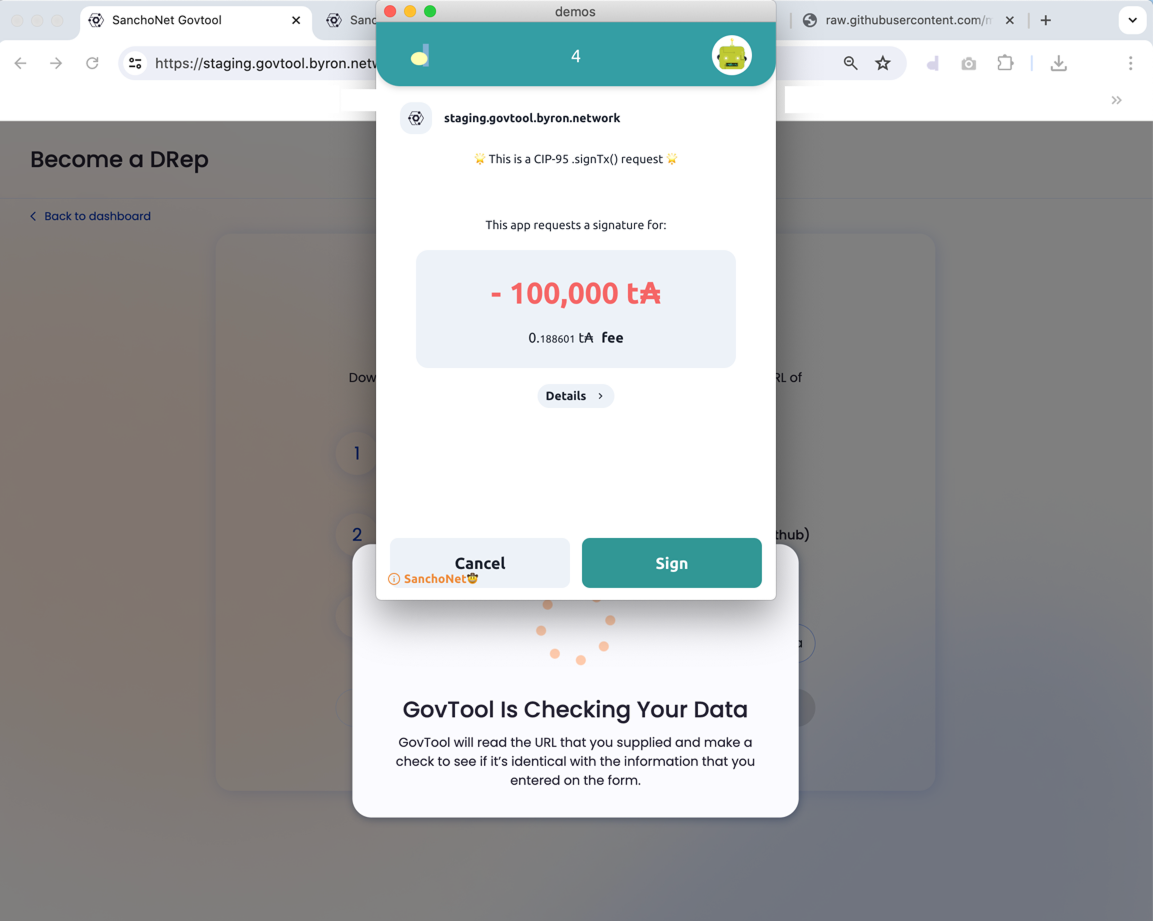 SanchoNet Govtool
Sanc
demos
raw.githubusercontent.com/n
https://staging.govtool.byron.netw
4
staging.govtool.byron.network
🌟 This is a CIP-95 .signTx() request 🌟
Become a DRep
Back to dashboard
This app requests a signature for:
- 100,000 t₳
0.188601 t₳ fee
Dow
RL of
Details
1
2
thub)
Cancel
Sign
SanchoNet🤠
a
GovTool Is Checking Your Data
GovTool will read the URL that you supplied and make a
check to see if it's identical with the information that you
entered on the form.